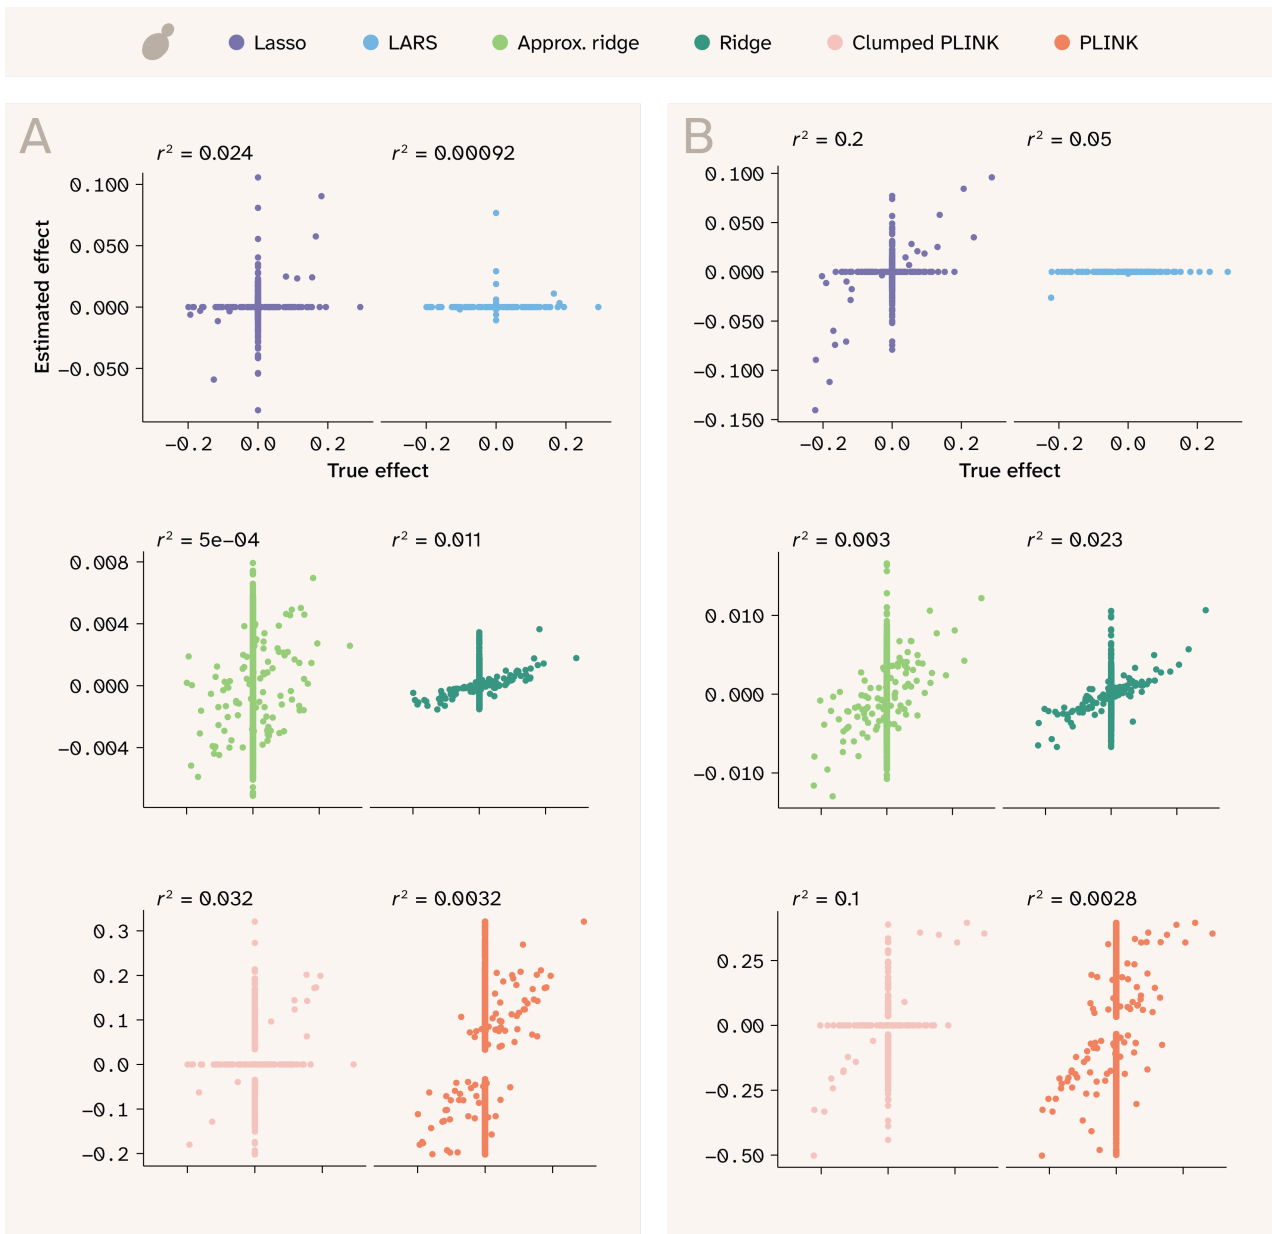 Lasso LARS Approx. ridge Ridge Clumped PLINK PLINK
A
r² = 0.024 r² = 0.00092
0.100
0.050
0.000
−0.050
Estimated effect
−0.2 0.0 0.2 −0.2 0.0 0.2
True effect
r² = 5e−04 r² = 0.011
0.008
0.004
0.000
−0.004
r² = 0.032 r² = 0.0032
0.3
0.2
0.1
0.0
−0.1
−0.2
B
r² = 0.2 r² = 0.05
0.100
0.050
0.000
−0.050
−0.100
−0.150
−0.2 0.0 0.2 −0.2 0.0 0.2
True effect
r² = 0.003 r² = 0.023
0.010
0.000
−0.010
r² = 0.1 r² = 0.0028
0.25
0.00
−0.25
−0.50